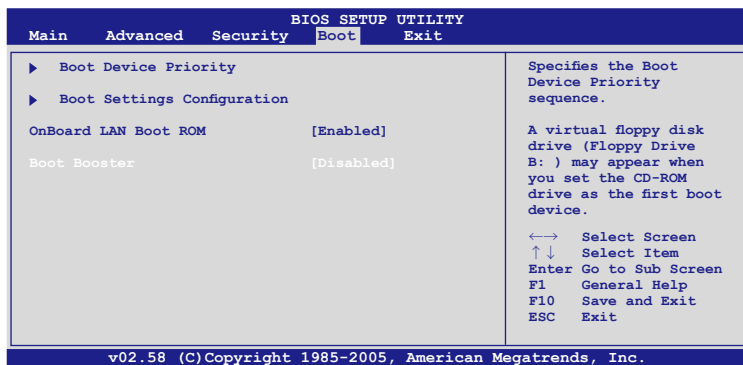 BIOS SETUP UTILITY
Main Advanced Security Boot Exit
Boot Device Priority
Boot Settings Configuration
OnBoard LAN Boot ROM [Enabled]
Boot Booster [Disabled]
Specifies the Boot
Device Priority
sequence.
A virtual floppy disk
drive (Floppy Drive
B: ) may appear when
you set the CD-ROM
drive as the first boot
device.
←→ Select Screen
↑↓ Select Item
Enter Go to Sub Screen
F1 General Help
F10 Save and Exit
ESC Exit
v02.58 (C)Copyright 1985-2005, American Megatrends, Inc.